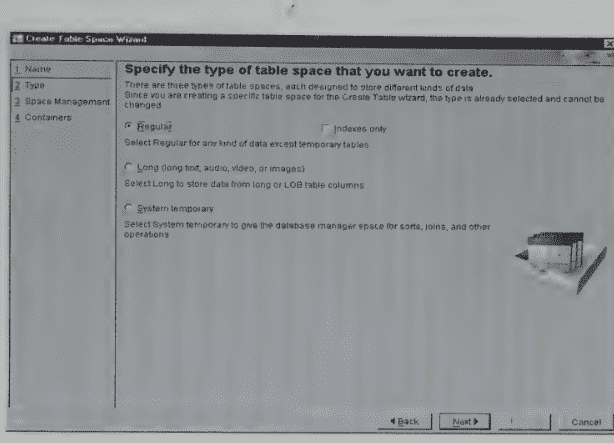 Create Table Space Wizard
1 Name
2 Type
3 Space Management
4 Containers
Specify the type of table space that you want to create.
There are three types of table spaces, each designed to store different kinds of data
Since you are creating a specific table space for the Create Table wizard, the type is already selected and cannot be
changed
Regular
Indexes only
Select Regular for any kind of data except temporary tables
Long (long text, audio, video, or images)
Select Long to store data from long or LOB table columns
System temporary
Select System temporary to give the database manager space for sorts, joins, and other
operations
Back
Next
Cancel